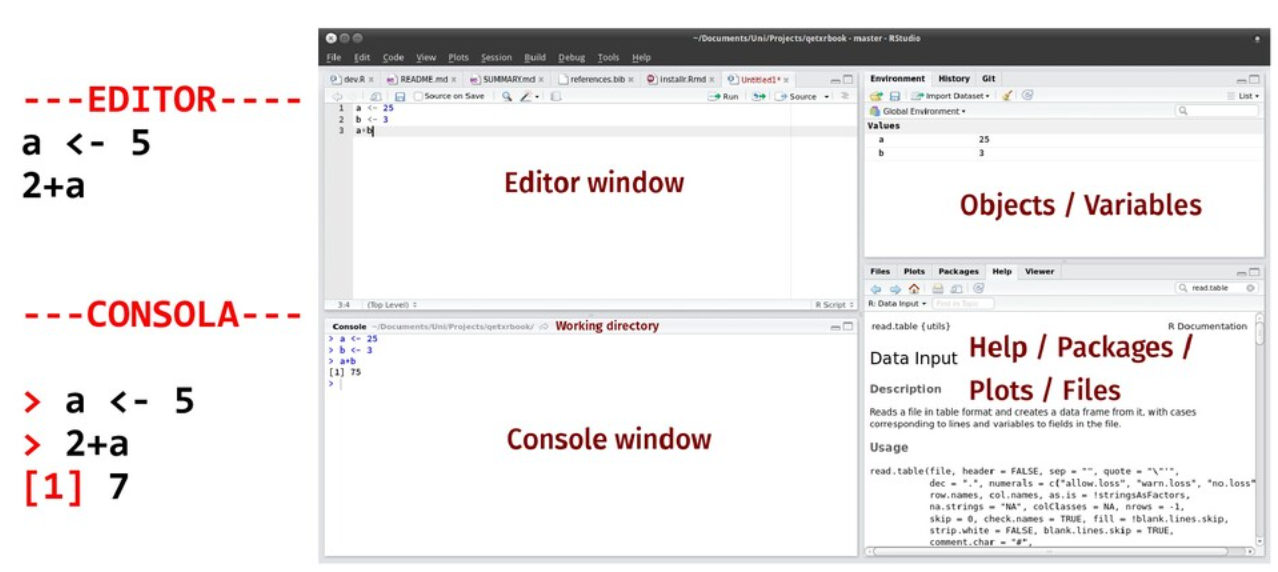 ---EDITOR----
a <- 5
2+a
---CONSOLA---
> a <- 5
> 2+a
[1] 7
~/Documents/Uni/Projects/qetxrbook - master - RStudio
File Edit Code View Plots Session Build Debug Tools Help
dev.R × README.md × SUMMARY.md × references.bib × installr.Rmd × Untitled1* ×
Source on Save Run Source
1 a <- 25
2 b <- 3
3 a*b
Editor window
3:4 (Top Level) R Script
Console ~/Documents/Uni/Projects/qetxrbook/ Working directory
> a <- 25
> b <- 3
> a*b
[1] 75
>
Console window
Environment History Git
Import Dataset List
Global Environment
Values
a 25
b 3
Objects / Variables
Files Plots Packages Help Viewer
read.table
R: Data Input Find in Topic
read.table {utils} R Documentation
Data Input
Help / Packages /
Plots / Files
Description
Reads a file in table format and creates a data frame from it, with cases
corresponding to lines and variables to fields in the file.
Usage
read.table(file, header = FALSE, sep = "", quote = "\"'",
dec = ".", numerals = c("allow.loss", "warn.loss", "no.loss"
row.names, col.names, as.is = !stringsAsFactors,
na.strings = "NA", colClasses = NA, nrows = -1,
skip = 0, check.names = TRUE, fill = !blank.lines.skip,
strip.white = FALSE, blank.lines.skip = TRUE,
comment.char = "#",